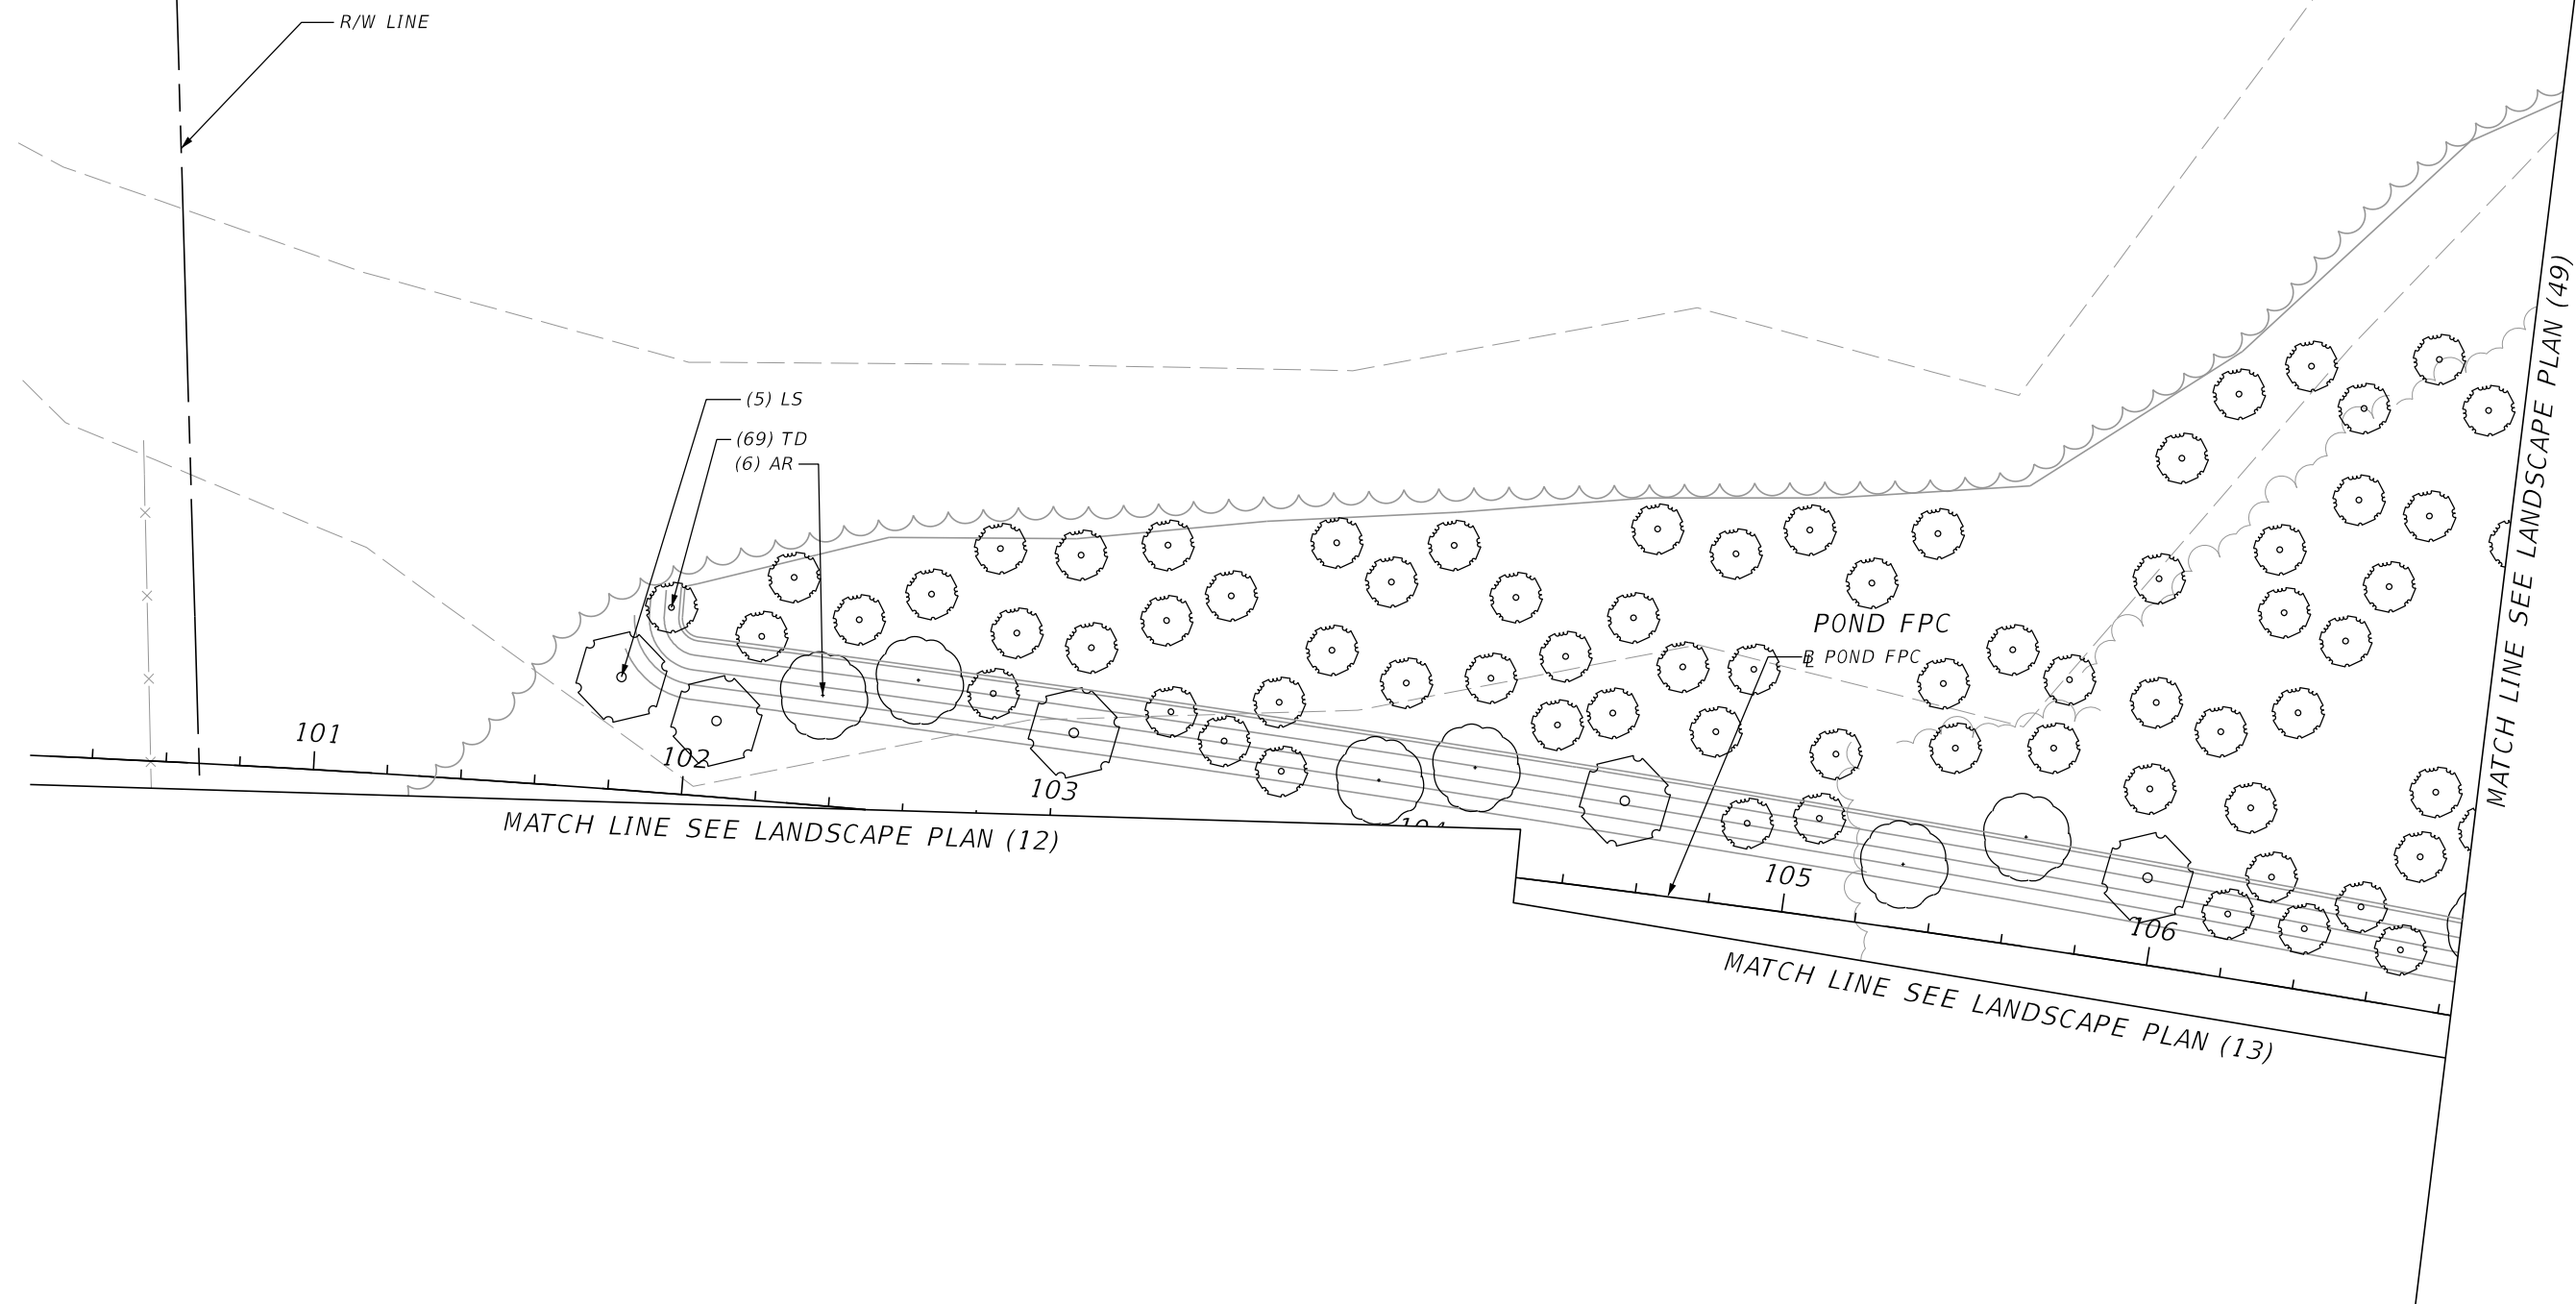 R/W LINE
(5) LS
(69) TD
(6) AR
POND FPC
B POND FPC
101
102
103
104
105
106
MATCH LINE SEE LANDSCAPE PLAN (12)
MATCH LINE SEE LANDSCAPE PLAN (13)
MATCH LINE SEE LANDSCAPE PLAN (49)